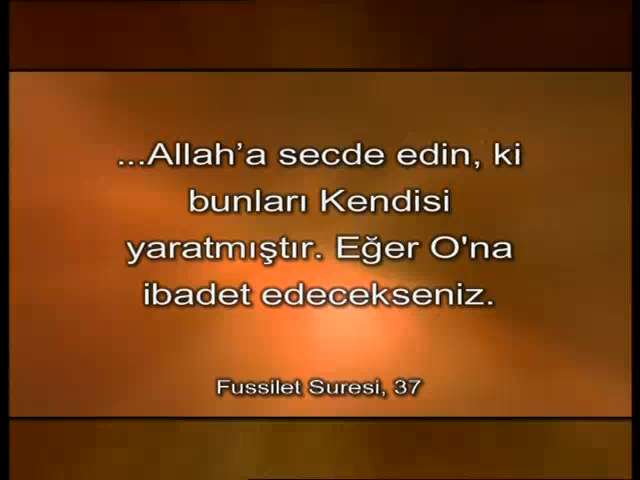 ...Allah’a secde edin, ki
bunları Kendisi
yaratmıştır. Eğer O'na
ibadet edecekseniz.
Fussilet Suresi, 37